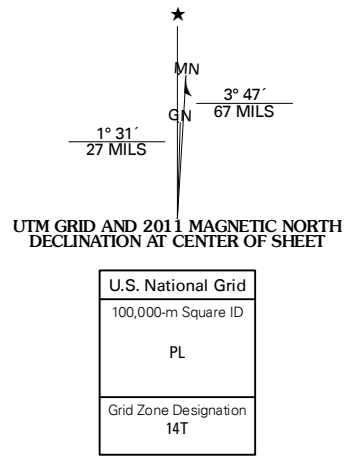 ★
MN
3° 47´
67 MILS
GN
1° 31´
27 MILS
UTM GRID AND 2011 MAGNETIC NORTH
DECLINATION AT CENTER OF SHEET
U.S. National Grid
100,000-m Square ID
PL
Grid Zone Designation
14T